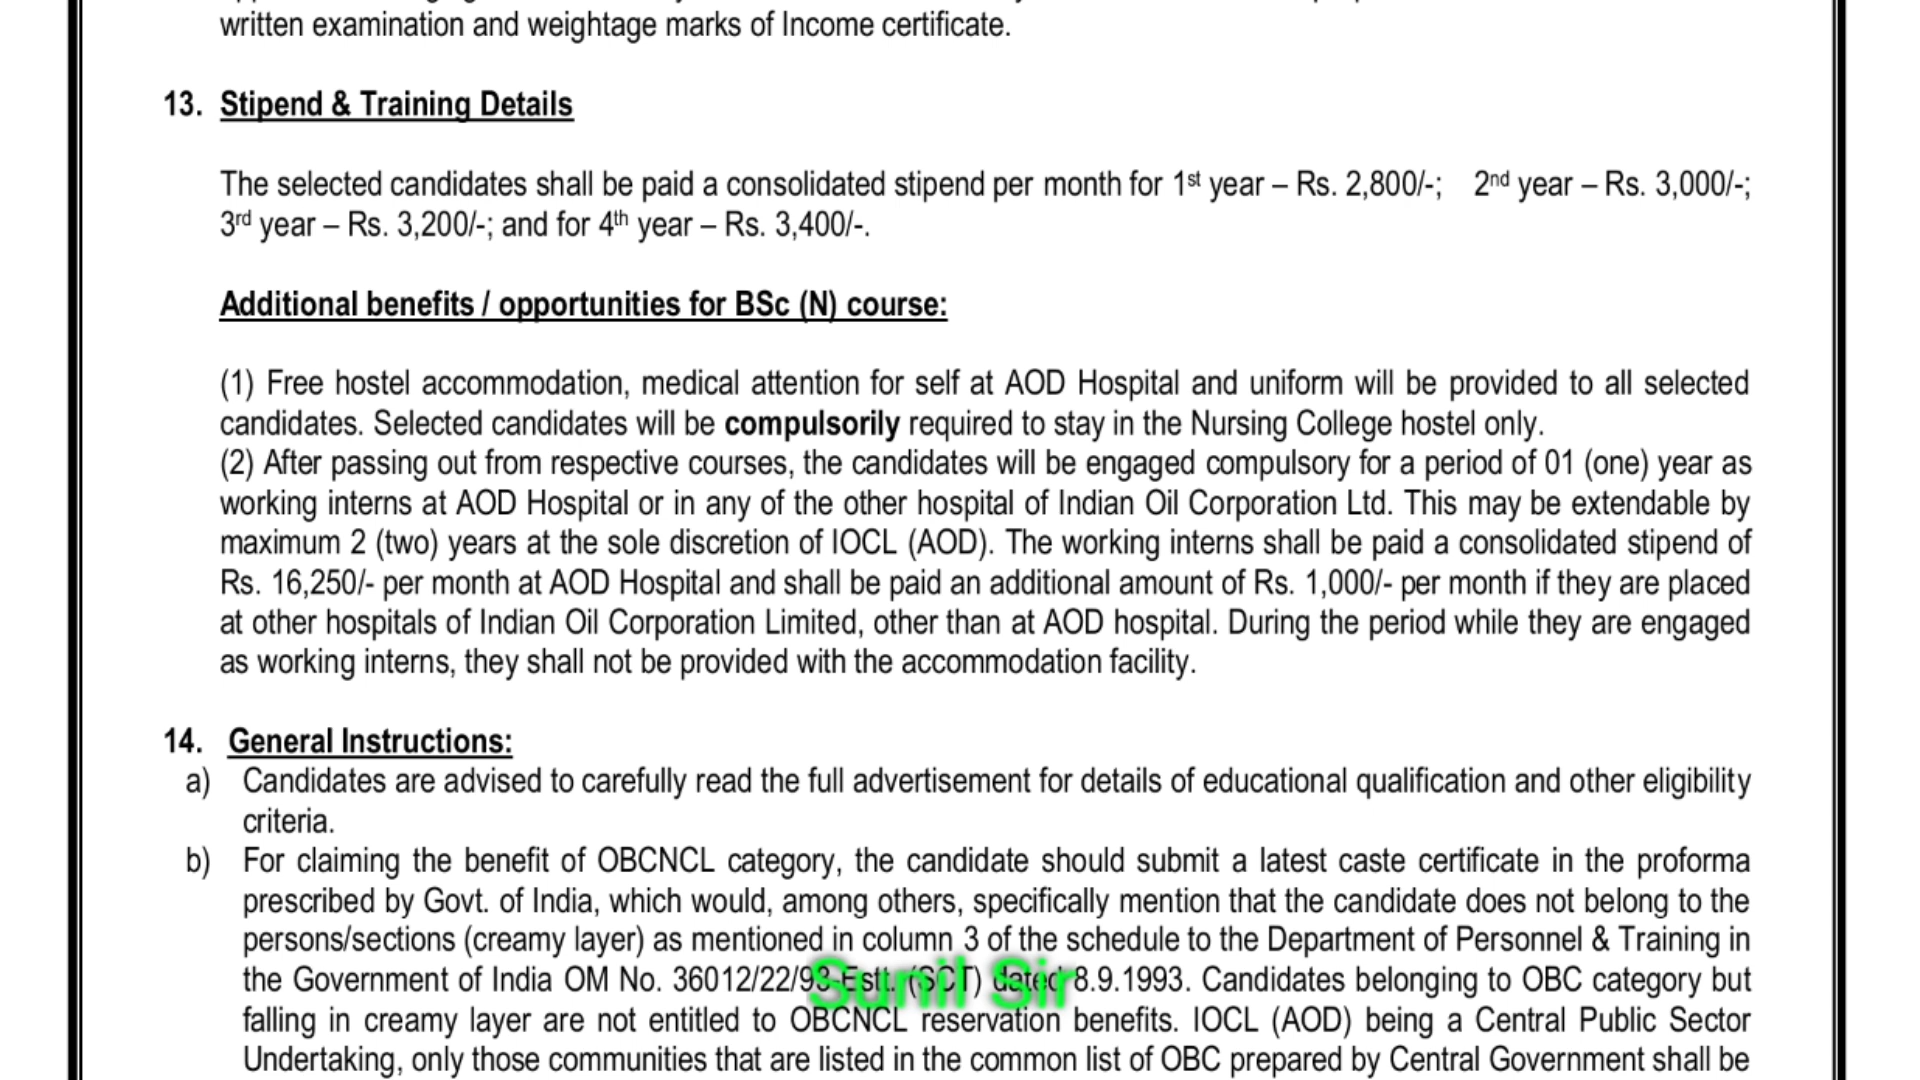 written examination and weightage marks of Income certificate.
13. Stipend & Training Details
The selected candidates shall be paid a consolidated stipend per month for 1st year – Rs. 2,800/-; 2nd year – Rs. 3,000/-;
3rd year – Rs. 3,200/-; and for 4th year – Rs. 3,400/-.
Additional benefits / opportunities for BSc (N) course:
(1) Free hostel accommodation, medical attention for self at AOD Hospital and uniform will be provided to all selected
candidates. Selected candidates will be compulsorily required to stay in the Nursing College hostel only.
(2) After passing out from respective courses, the candidates will be engaged compulsory for a period of 01 (one) year as
working interns at AOD Hospital or in any of the other hospital of Indian Oil Corporation Ltd. This may be extendable by
maximum 2 (two) years at the sole discretion of IOCL (AOD). The working interns shall be paid a consolidated stipend of
Rs. 16,250/- per month at AOD Hospital and shall be paid an additional amount of Rs. 1,000/- per month if they are placed
at other hospitals of Indian Oil Corporation Limited, other than at AOD hospital. During the period while they are engaged
as working interns, they shall not be provided with the accommodation facility.
14. General Instructions:
a) Candidates are advised to carefully read the full advertisement for details of educational qualification and other eligibility
criteria.
b) For claiming the benefit of OBCNCL category, the candidate should submit a latest caste certificate in the proforma
prescribed by Govt. of India, which would, among others, specifically mention that the candidate does not belong to the
persons/sections (creamy layer) as mentioned in column 3 of the schedule to the Department of Personnel & Training in
the Government of India OM No. 36012/22/93-Estt. (SCT) dated 8.9.1993. Candidates belonging to OBC category but
Sunil Sir
falling in creamy layer are not entitled to OBCNCL reservation benefits. IOCL (AOD) being a Central Public Sector
Undertaking, only those communities that are listed in the common list of OBC prepared by Central Government shall be